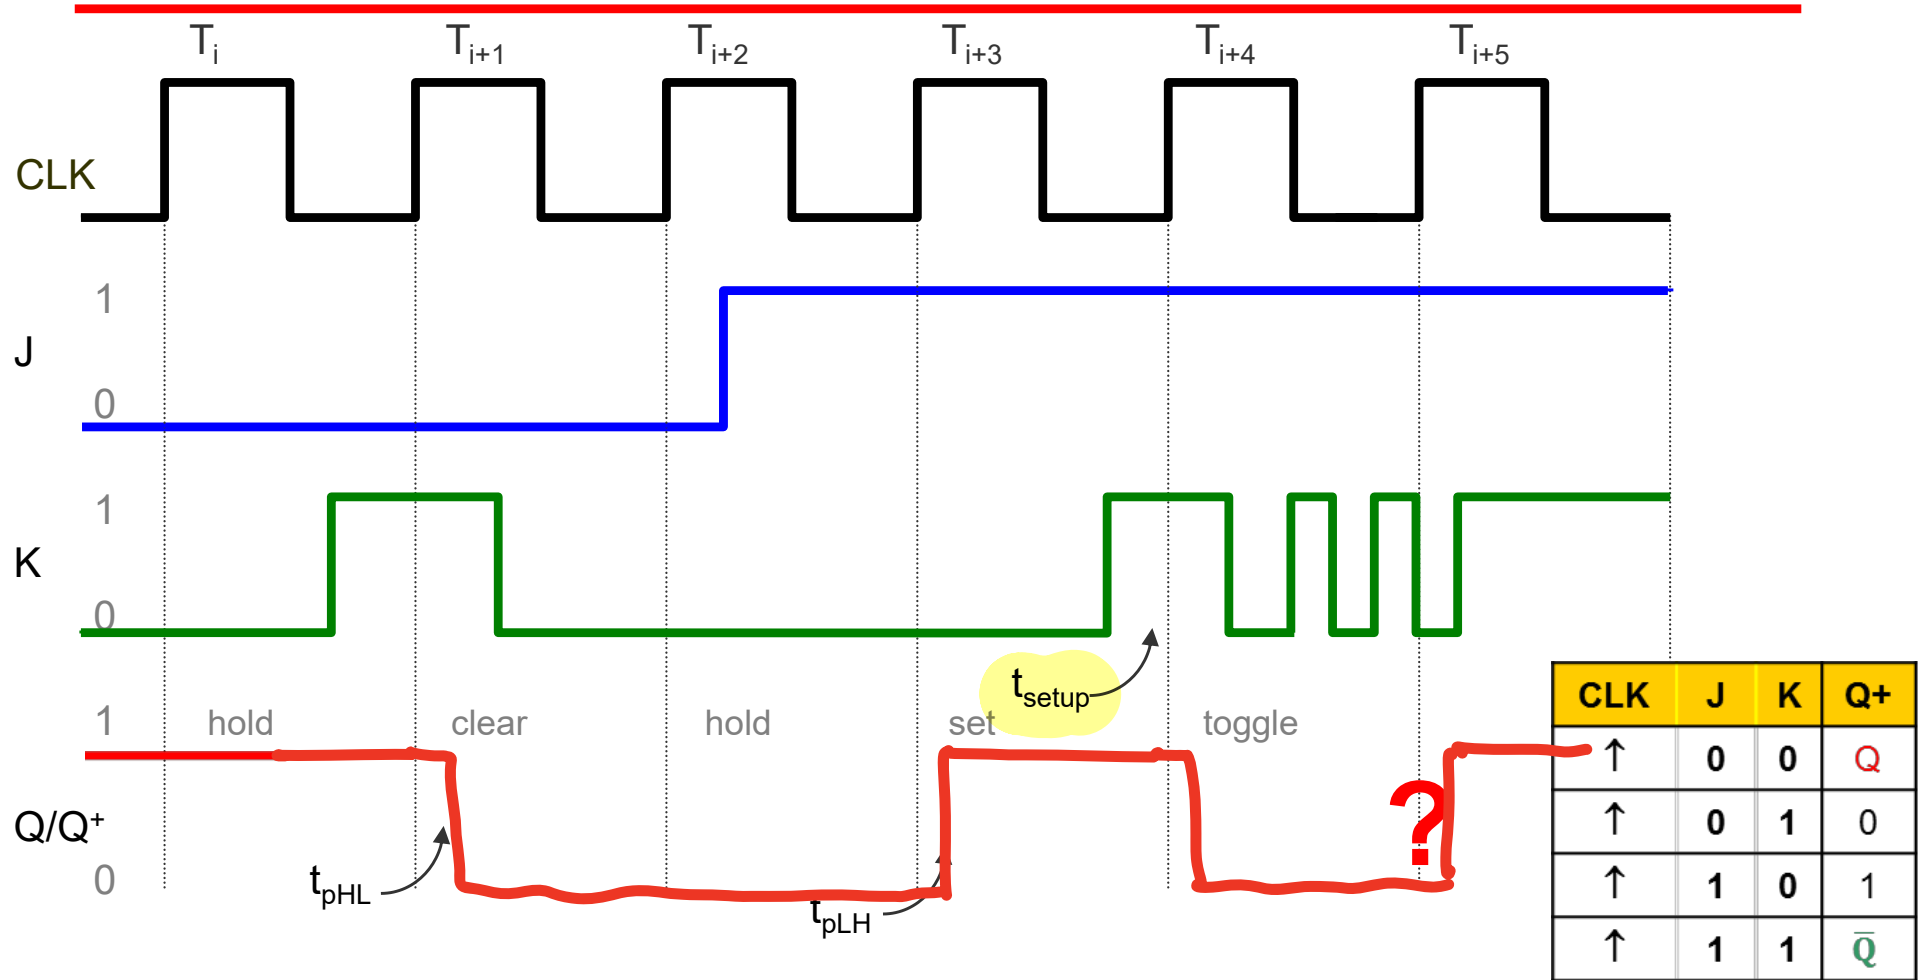 Ti Ti+1 Ti+2 Ti+3 Ti+4 Ti+5
CLK
1
J
0
1
K
0
tsetup
1 hold clear hold set toggle
Q/Q+
0
tpHL
tpLH
?
CLK J K Q+
↑ 0 0 Q
↑ 0 1 0
↑ 1 0 1
↑ 1 1 Q̅